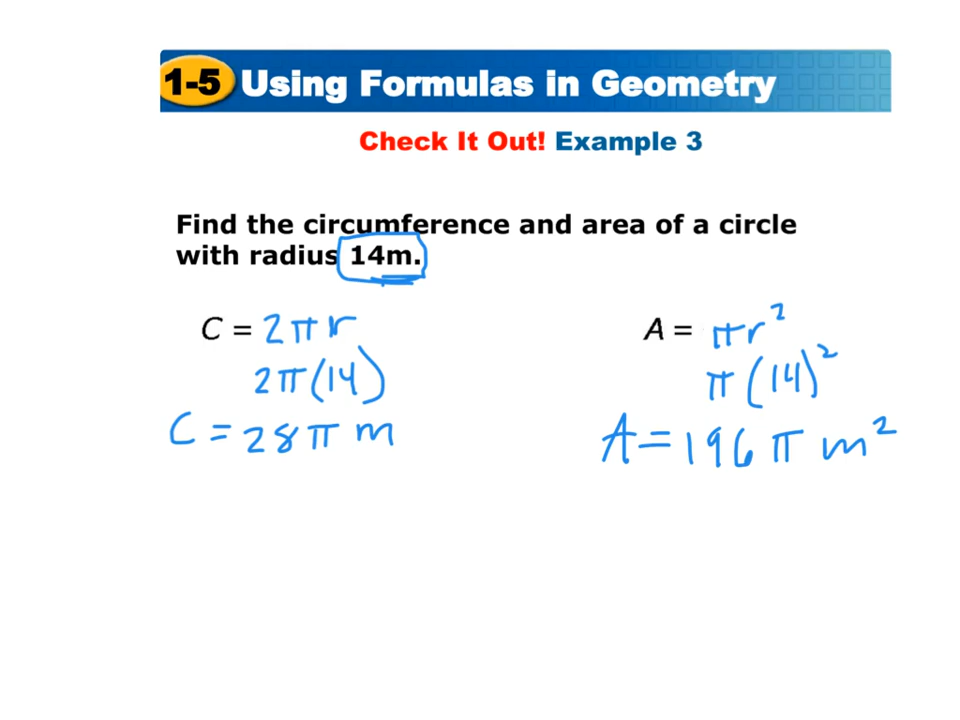 1-5 Using Formulas in Geometry
Check It Out! Example 3
Find the circumference and area of a circle
with radius 14m.
C = 2πr
A = πr²
2π(14)
π(14)²
C = 28π m
A = 196π m²